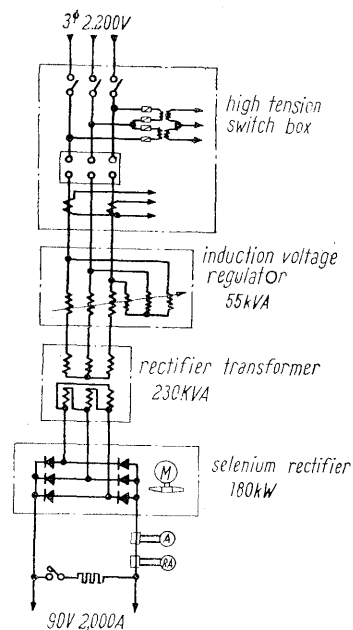 3φ 2.200V
high tension
switch box
induction voltage
regulator
55kVA
rectifier transformer
230KVA
M
selenium rectifier
180kW
A
RA
90V 2,000A